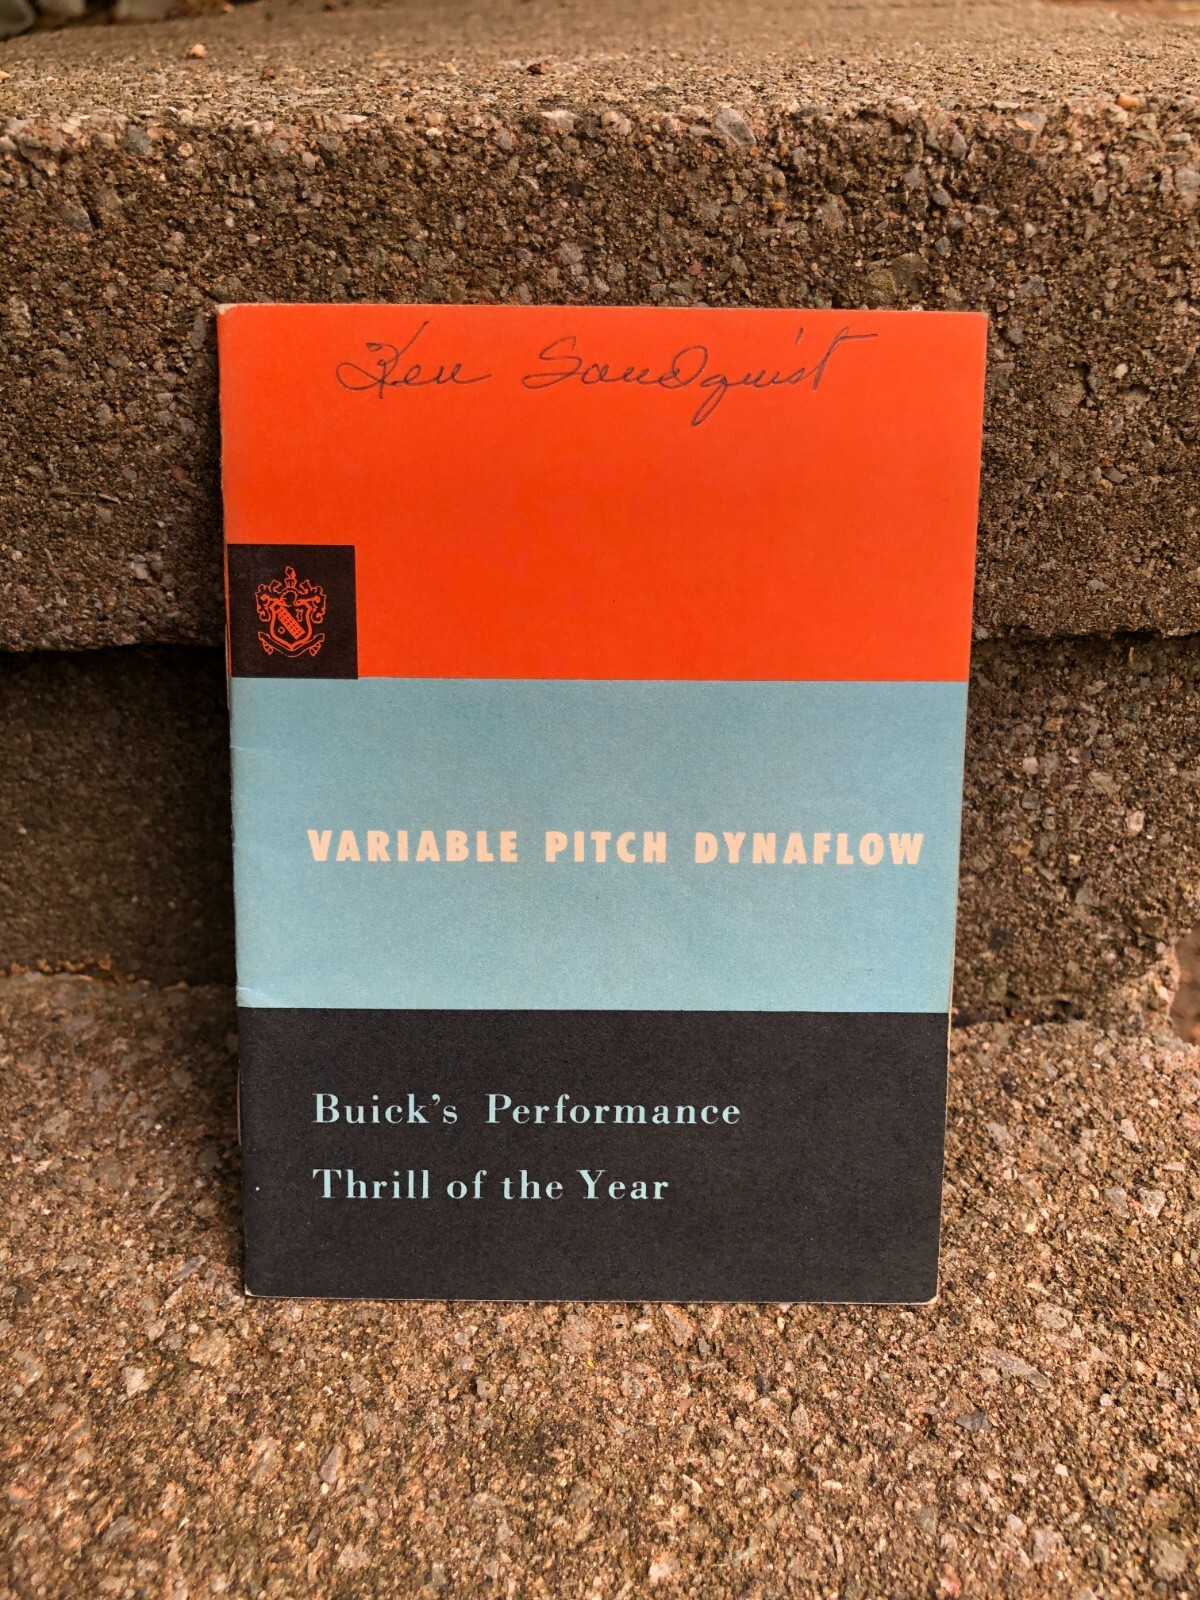 Ken Sandquist
VARIABLE PITCH DYNAFLOW
Buick's Performance
Thrill of the Year